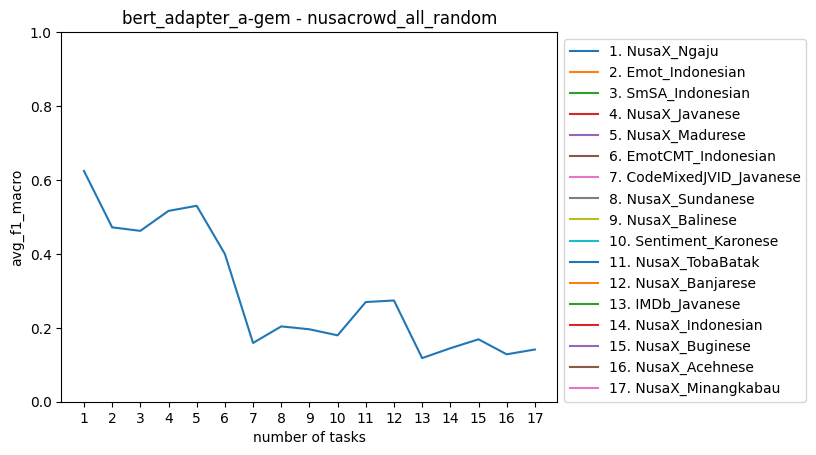 bert_adapter_a-gem - nusacrowd_all_random
1.0
0.8
0.6
0.4
0.2
0.0
avg_f1_macro
1 2 3 4 5 6 7 8 9 10 11 12 13 14 15 16 17
number of tasks
1. NusaX_Ngaju
2. Emot_Indonesian
3. SmSA_Indonesian
4. NusaX_Javanese
5. NusaX_Madurese
6. EmotCMT_Indonesian
7. CodeMixedJVID_Javanese
8. NusaX_Sundanese
9. NusaX_Balinese
10. Sentiment_Karonese
11. NusaX_TobaBatak
12. NusaX_Banjarese
13. IMDb_Javanese
14. NusaX_Indonesian
15. NusaX_Buginese
16. NusaX_Acehnese
17. NusaX_Minangkabau